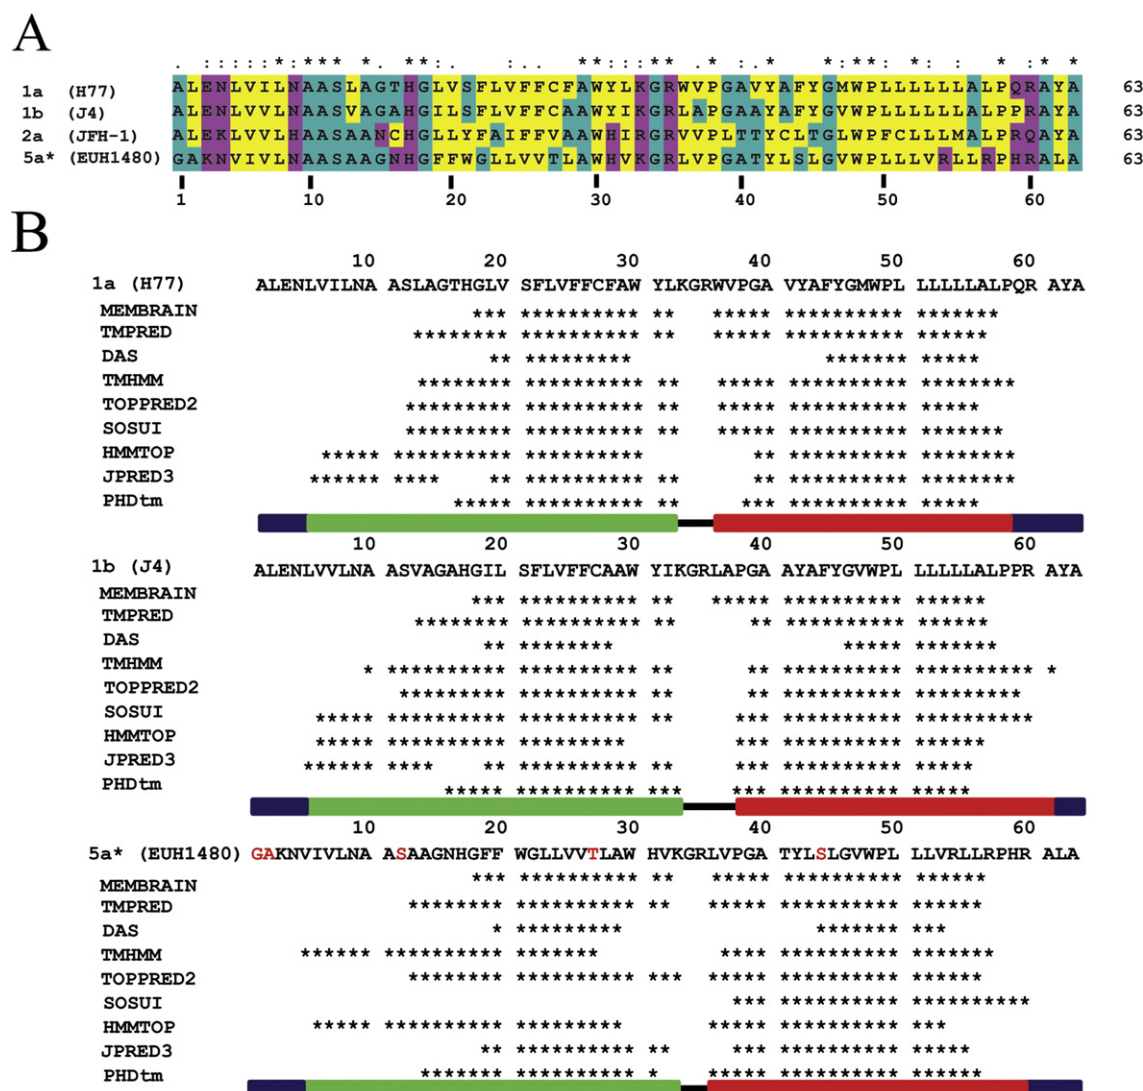 A
1a (H77) ALENLVILNAASLAGTHGLVSFLVFFCFAWYLKGRWVPGAVYAFYGMWPLLLLLLALPQRAYA 63
1b (J4) ALENLVVLNAASVAGAHGILSFLVFFCAAWYIKGRLAPGAAYAFYGVWPLLLLLLALPPRAYA 63
2a (JFH-1) ALEKLVVLHAASAANCHGLLYFAIFFVAAWHIRGRVVPLTTYCLTGLWPFCLLLMALPRQAYA 63
5a* (EUH1480) GAKNVIVLNAASAAGNHGFFWGLLVVTLAWHVKGRLVPGATYLSLGVWPLLLVRLLRPHRALA 63
1 10 20 30 40 50 60
B
10 20 30 40 50 60
1a (H77) ALENLVILNA ASLAGTHGLV SFLVFFCFAW YLKGRWVPGA VYAFYGMWPL LLLLLALPQR AYA
MEMBRAIN
TMPRED
DAS
TMHMM
TOPPRED2
SOSUI
HMMTOP
JPRED3
PHDtm
10 20 30 40 50 60
1b (J4) ALENLVVLNA ASVAGAHGIL SFLVFFCAAW YIKGRLAPGA AYAFYGVWPL LLLLLALPPR AYA
MEMBRAIN
TMPRED
DAS
TMHMM
TOPPRED2
SOSUI
HMMTOP
JPRED3
PHDtm
10 20 30 40 50 60
5a* (EUH1480) GAKNVIVLNA ASAAGNHGFF WGLLVVTLAW HVKGRLVPGA TYLSLGVWPL LLVRLLRPHR ALA
MEMBRAIN
TMPRED
DAS
TMHMM
TOPPRED2
SOSUI
HMMTOP
JPRED3
PHDtm